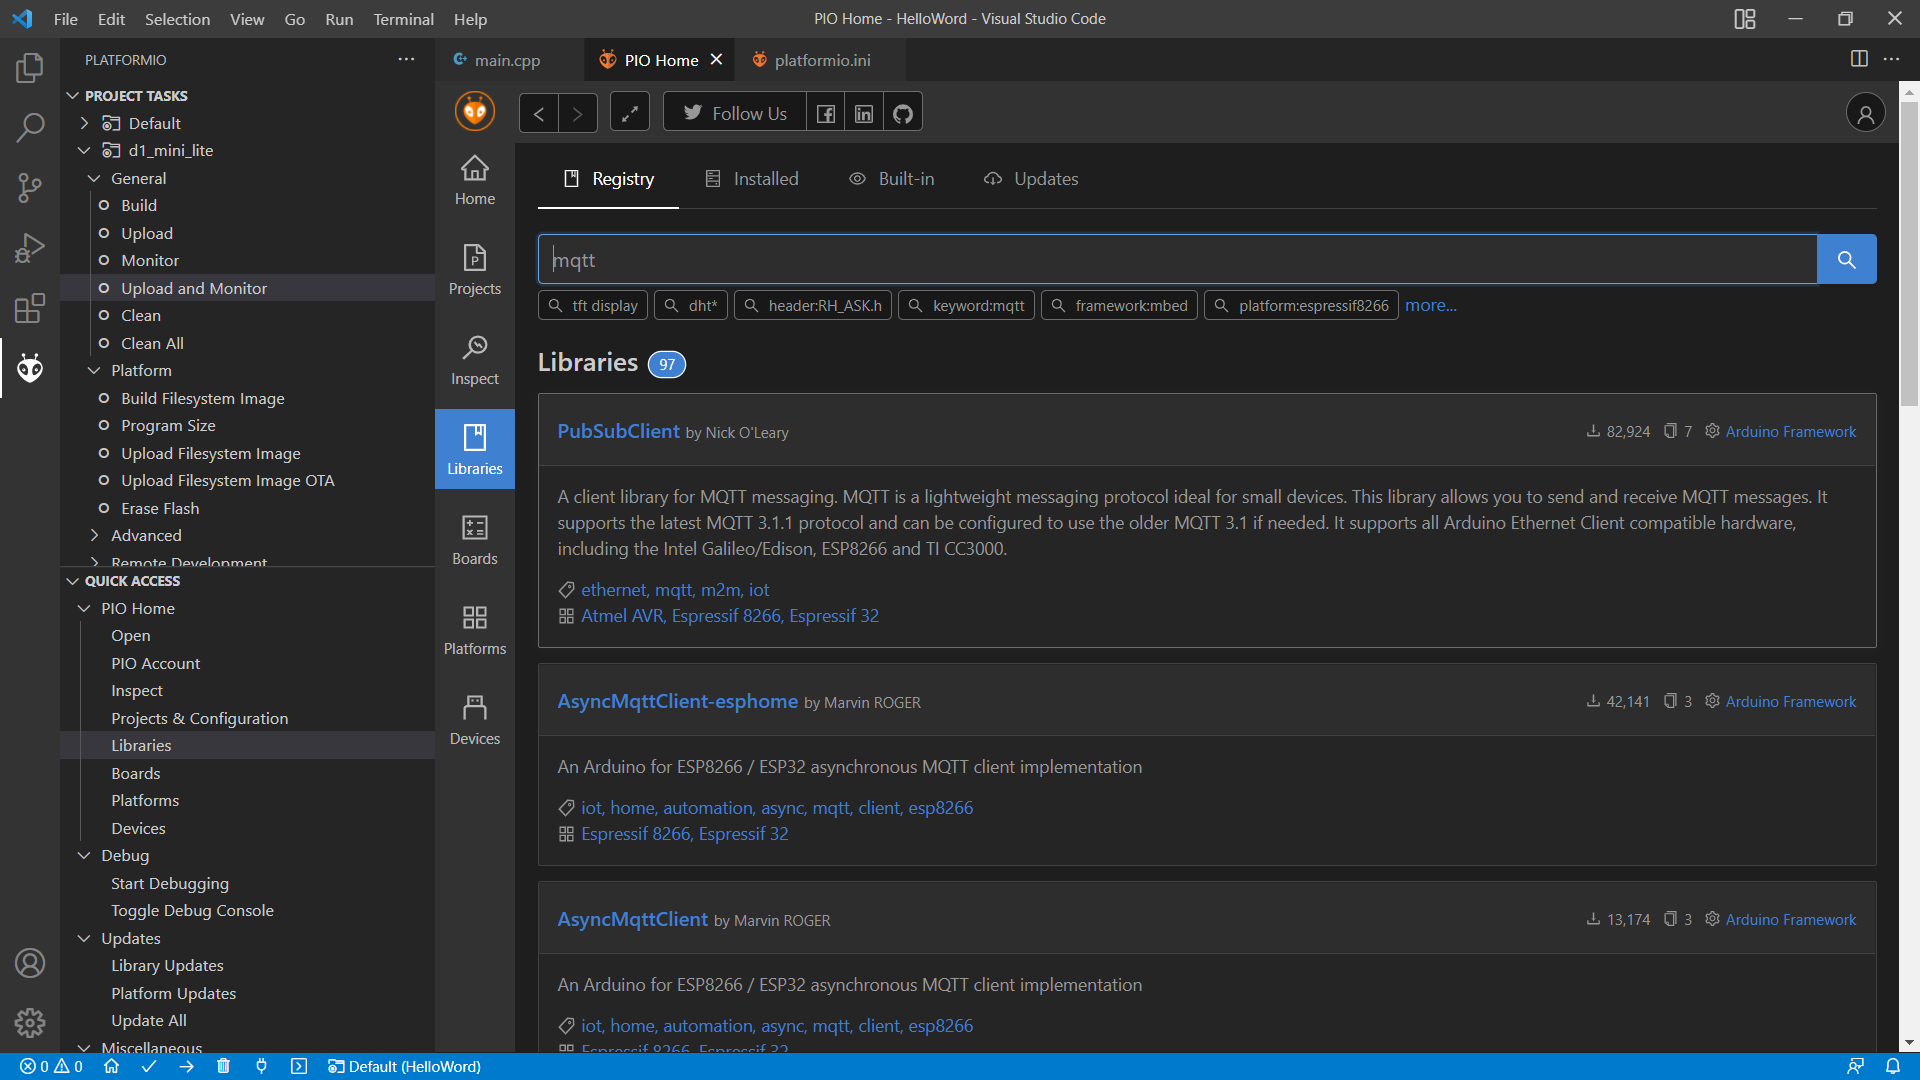 File Edit Selection View Go Run Terminal Help
PIO Home - HelloWord - Visual Studio Code
PLATFORMIO
PROJECT TASKS
Default
d1_mini_lite
General
Build
Upload
Monitor
Upload and Monitor
Clean
Clean All
Platform
Build Filesystem Image
Program Size
Upload Filesystem Image
Upload Filesystem Image OTA
Erase Flash
Advanced
Remote Development
QUICK ACCESS
PIO Home
Open
PIO Account
Inspect
Projects & Configuration
Libraries
Boards
Platforms
Devices
Debug
Start Debugging
Toggle Debug Console
Updates
Library Updates
Platform Updates
Update All
Miscellaneous
main.cpp
PIO Home
platformio.ini
Follow Us
Home
Projects
Inspect
Libraries
Boards
Platforms
Devices
Registry
Installed
Built-in
Updates
mqtt
tft display
dht*
header:RH_ASK.h
keyword:mqtt
framework:mbed
platform:espressif8266
more...
Libraries 97
PubSubClient by Nick O'Leary
82,924 7 Arduino Framework
A client library for MQTT messaging. MQTT is a lightweight messaging protocol ideal for small devices. This library allows you to send and receive MQTT messages. It
supports the latest MQTT 3.1.1 protocol and can be configured to use the older MQTT 3.1 if needed. It supports all Arduino Ethernet Client compatible hardware,
including the Intel Galileo/Edison, ESP8266 and TI CC3000.
ethernet, mqtt, m2m, iot
Atmel AVR, Espressif 8266, Espressif 32
AsyncMqttClient-esphome by Marvin ROGER
42,141 3 Arduino Framework
An Arduino for ESP8266 / ESP32 asynchronous MQTT client implementation
iot, home, automation, async, mqtt, client, esp8266
Espressif 8266, Espressif 32
AsyncMqttClient by Marvin ROGER
13,174 3 Arduino Framework
An Arduino for ESP8266 / ESP32 asynchronous MQTT client implementation
iot, home, automation, async, mqtt, client, esp8266
Espressif 8266, Espressif 32
0 0 Default (HelloWord)